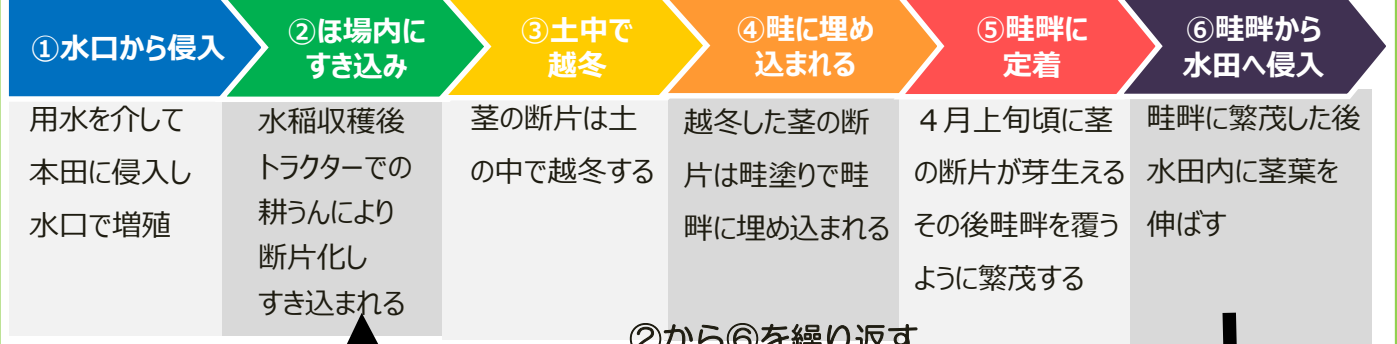 ①水口から侵入
②ほ場内に
すき込み
③土中で
越冬
④畦に埋め
込まれる
⑤畦畔に
定着
⑥畦畔から
水田へ侵入
用水を介して
本田に侵入し
水口で増殖
水稲収穫後
トラクターでの
耕うんにより
断片化し
すき込まれる
茎の断片は土
の中で越冬する
越冬した茎の断
片は畦塗りで畦
畔に埋め込まれる
4月上旬頃に茎
の断片が芽生える
その後畦畔を覆う
ように繁茂する
畦畔に繁茂した後
水田内に茎葉を
伸ばす
②から⑥を繰り返す